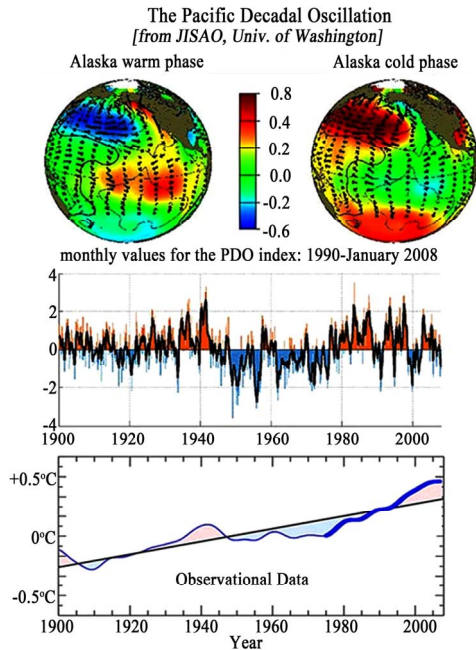 The Pacific Decadal Oscillation
[from JISAO, Univ. of Washington]
Alaska warm phase
Alaska cold phase
0.8
0.4
0.2
0.0
-0.2
-0.6
monthly values for the PDO index: 1990-January 2008
4
2
0
-2
-4
1900 1920 1940 1960 1980 2000
+0.5°C
0°C
-0.5°C
Observational Data
1900 1920 1940 1960 1980 2000
Year